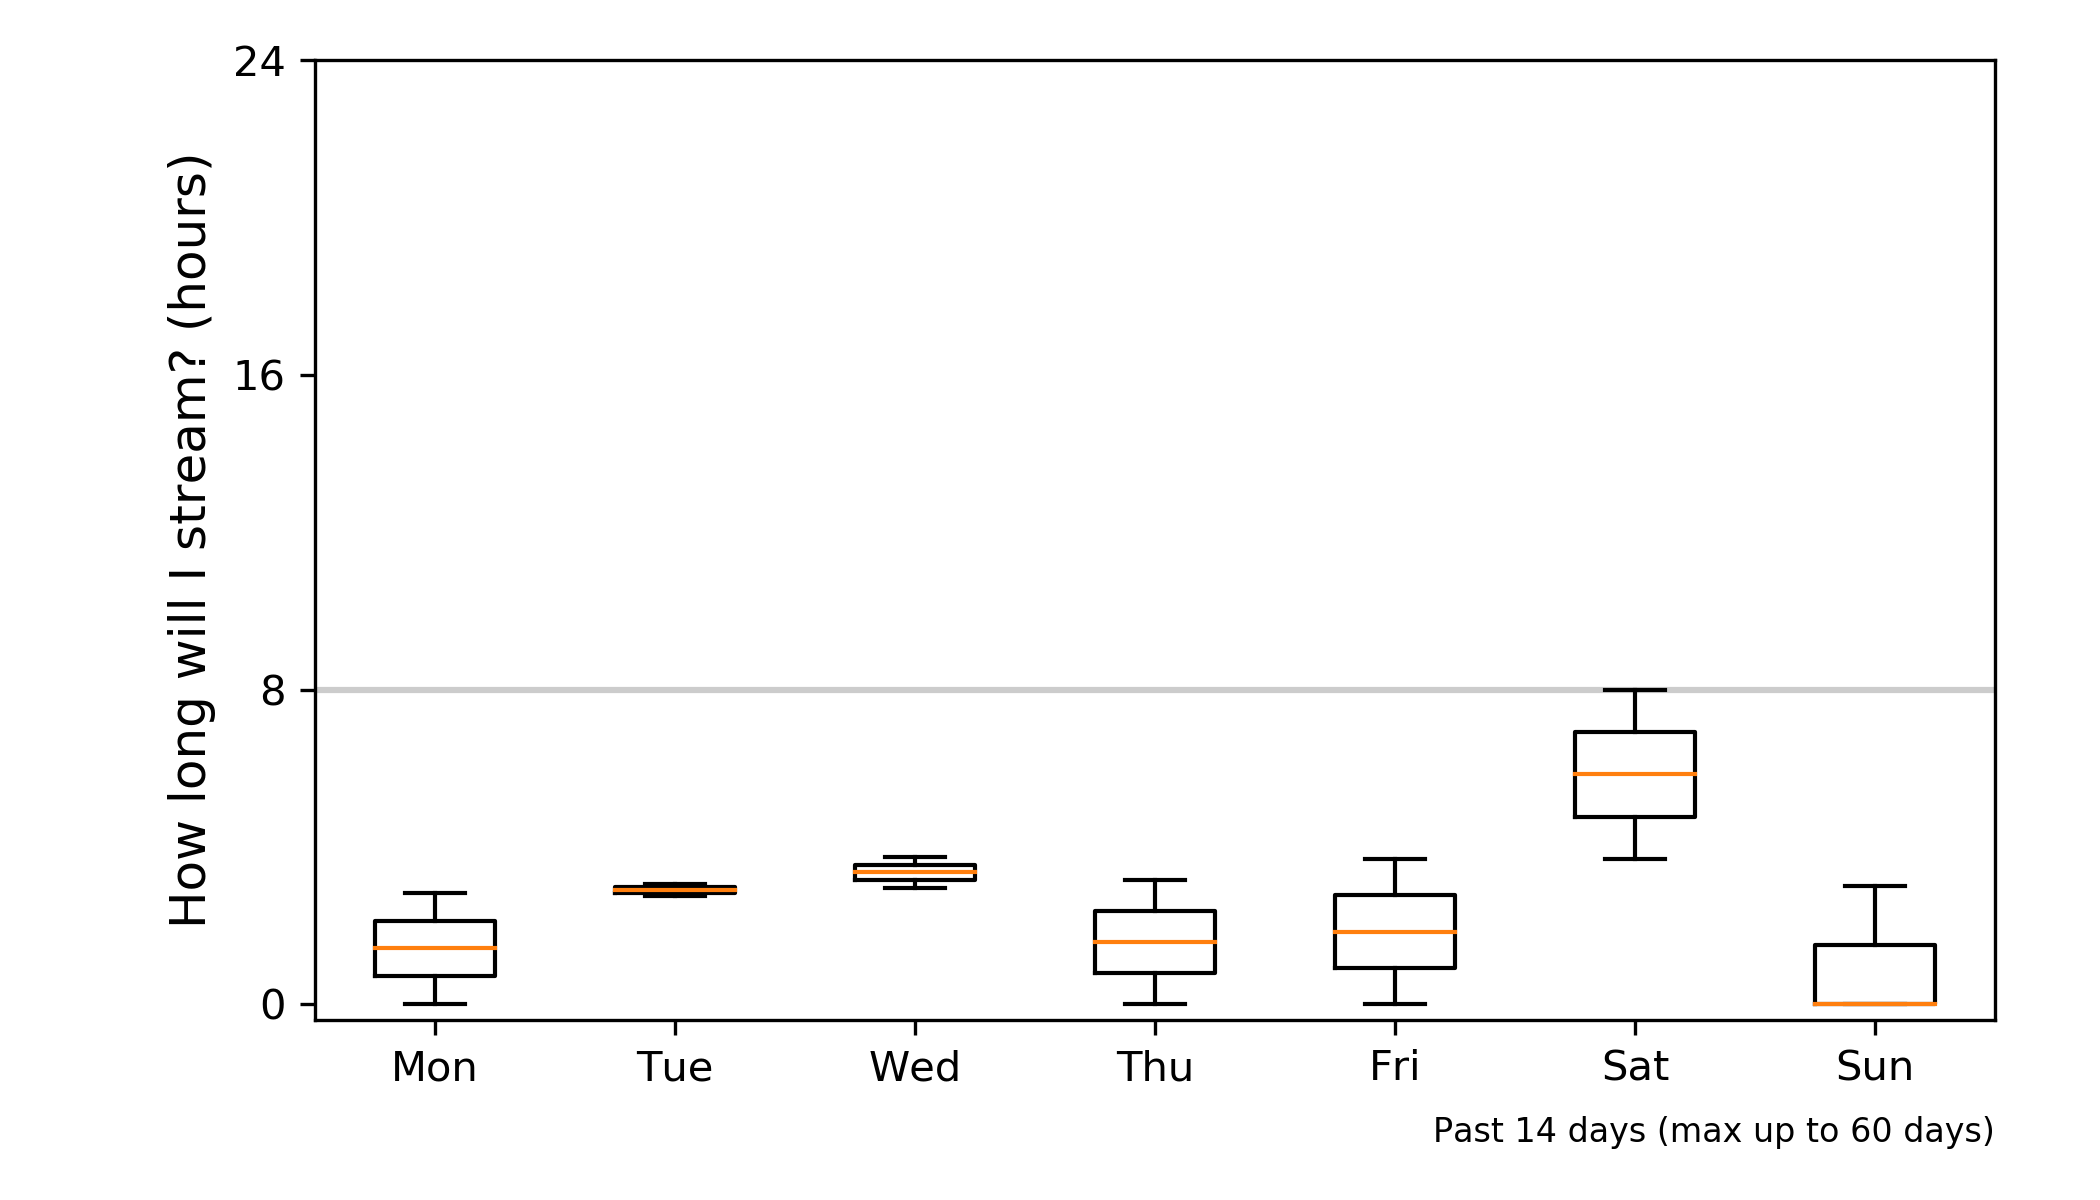 How long will I stream? (hours)
24
16
8
0
Mon Tue Wed Thu Fri Sat Sun
Past 14 days (max up to 60 days)